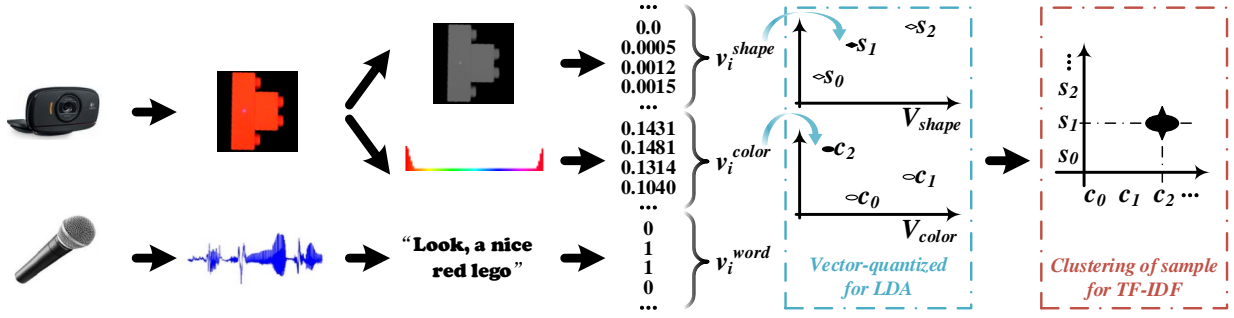 ...
0.0
0.0005
0.0012
0.0015
...
0.1431
0.1481
0.1314
0.1040
...
0
1
1
0
...
v_i^shape
v_i^color
v_i^word
“Look, a nice
red lego”
s_0
s_1
s_2
V_shape
c_2
c_1
c_0
V_color
Vector-quantized
for LDA
...
s_2
s_1
s_0
c_0 c_1 c_2 ...
Clustering of sample
for TF-IDF